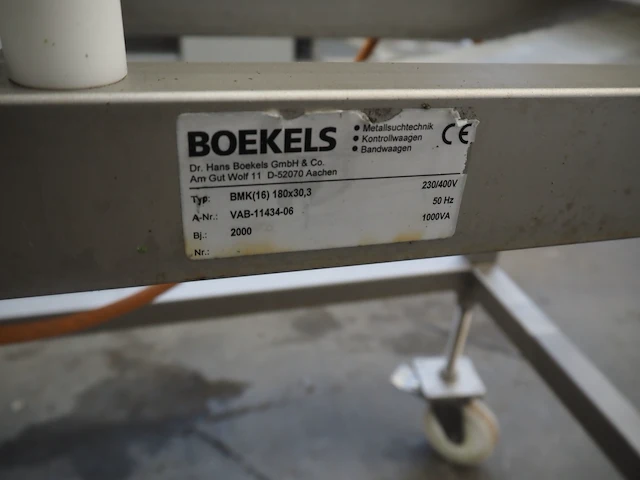 BOEKELS
• Metallsuchtechnik
• Kontrollwaagen
• Bandwaagen
CE
Dr. Hans Boekels GmbH & Co.
Am Gut Wolf 11 D-52070 Aachen
Typ: BMK(16) 180x30,3 230/400V
A-Nr.: VAB-11434-06 50 Hz
Bj.: 2000 1000VA
Nr.: